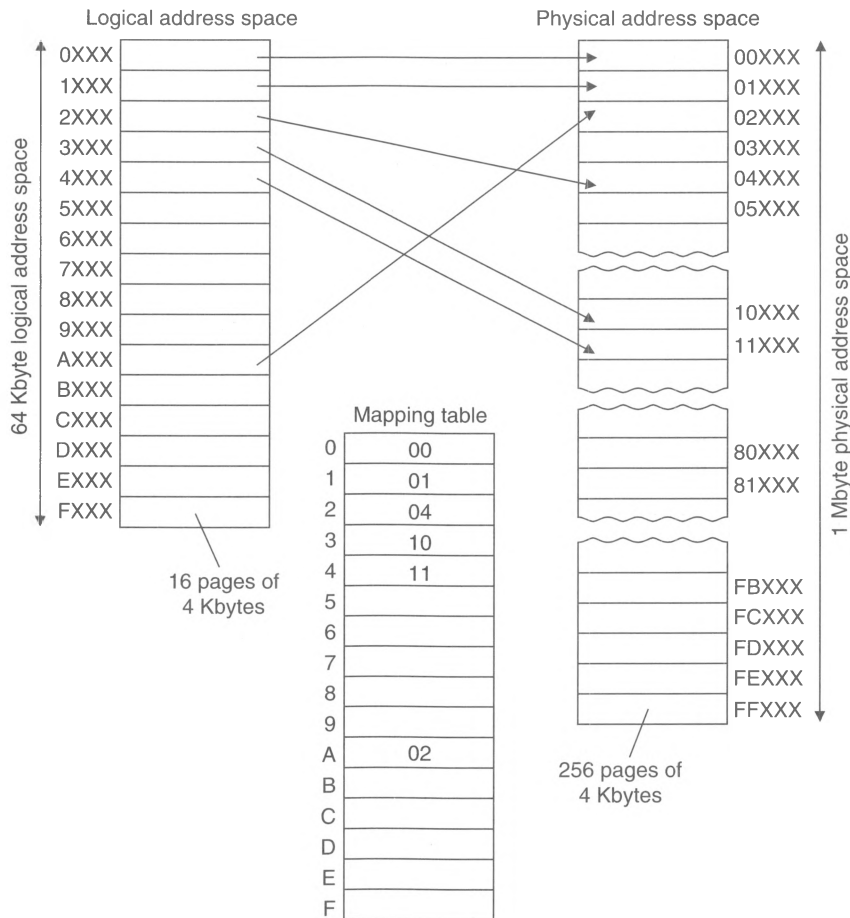 Logical address space
Physical address space
64 Kbyte logical address space
0XXX
1XXX
2XXX
3XXX
4XXX
5XXX
6XXX
7XXX
8XXX
9XXX
AXXX
BXXX
CXXX
DXXX
EXXX
FXXX
16 pages of
4 Kbytes
Mapping table
0 00
1 01
2 04
3 10
4 11
5
6
7
8
9
A 02
B
C
D
E
F
00XXX
01XXX
02XXX
03XXX
04XXX
05XXX
10XXX
11XXX
80XXX
81XXX
FBXXX
FCXXX
FDXXX
FEXXX
FFXXX
256 pages of
4 Kbytes
1 Mbyte physical address space